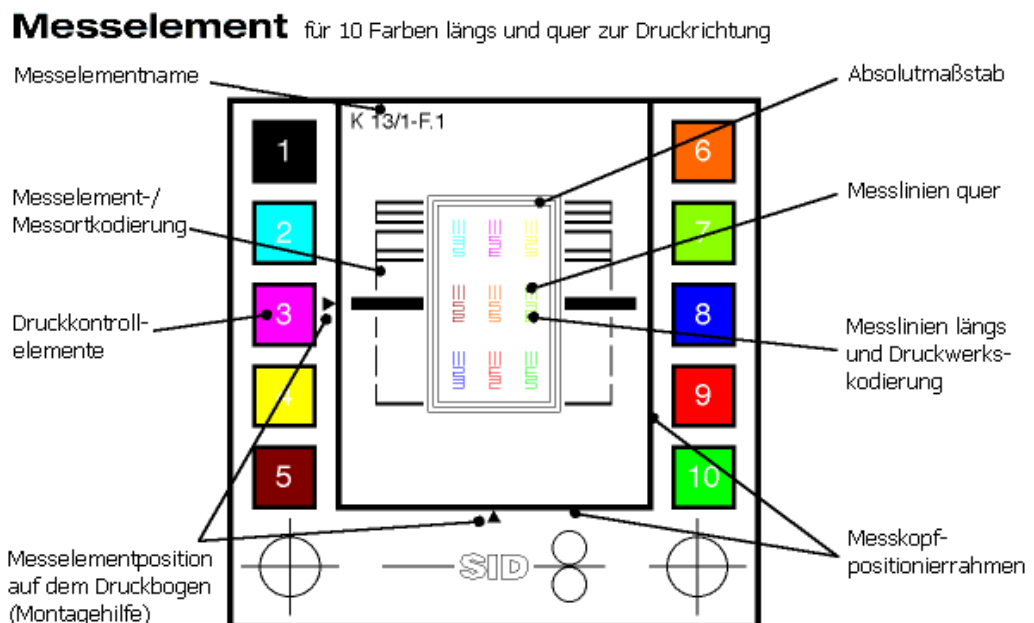 Messelement für 10 Farben längs und quer zur Druckrichtung
Messelementname
Absolutmaßstab
K 13/1-F.1
1
6
Messelement-/
Messortkodierung
Messlinien quer
2
7
Druckkontroll-
elemente
3
8
Messlinien längs
und Druckwerks-
kodierung
4
9
5
10
Messelementposition
auf dem Druckbogen
(Montagehilfe)
SID
Messkopf-
positionierrahmen